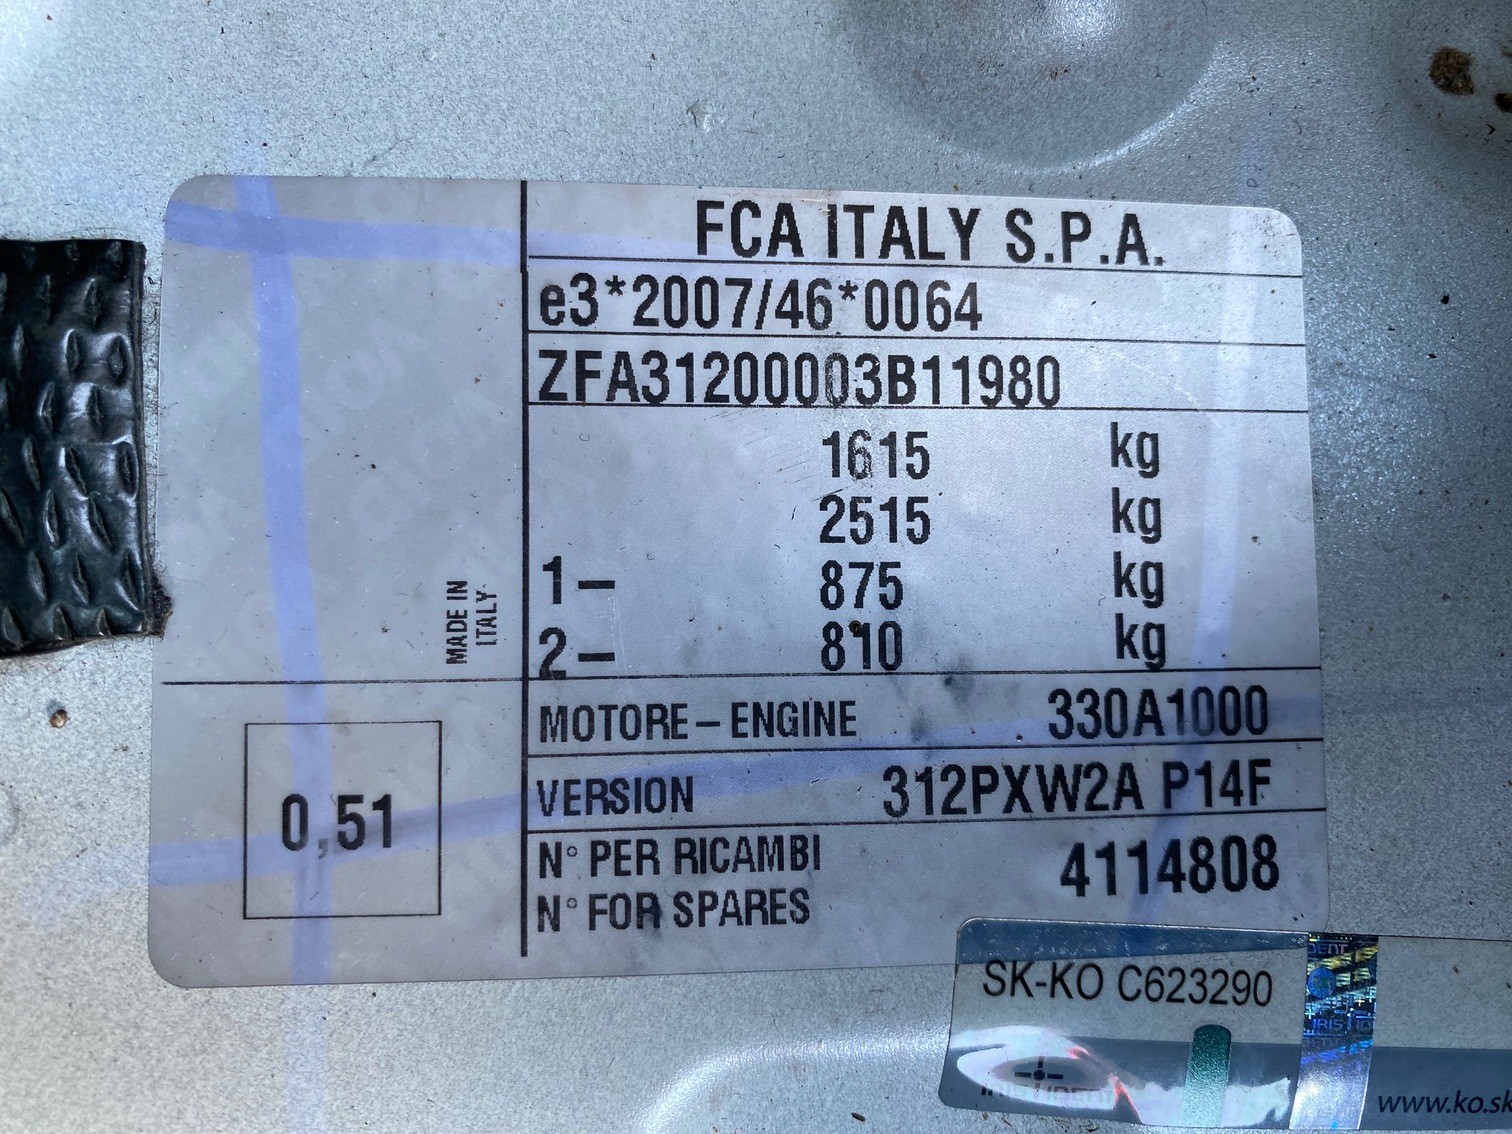 FCA ITALY S.P.A.
e3*2007/46*0064
ZFA31200003B11980
1615 kg
2515 kg
1– 875 kg
2– 810 kg
MADE IN
ITALY
MOTORE – ENGINE 330A1000
VERSION 312PXW2A P14F
0,51
N° PER RICAMBI 4114808
N° FOR SPARES
SK-KO C623290
www.ko.sk